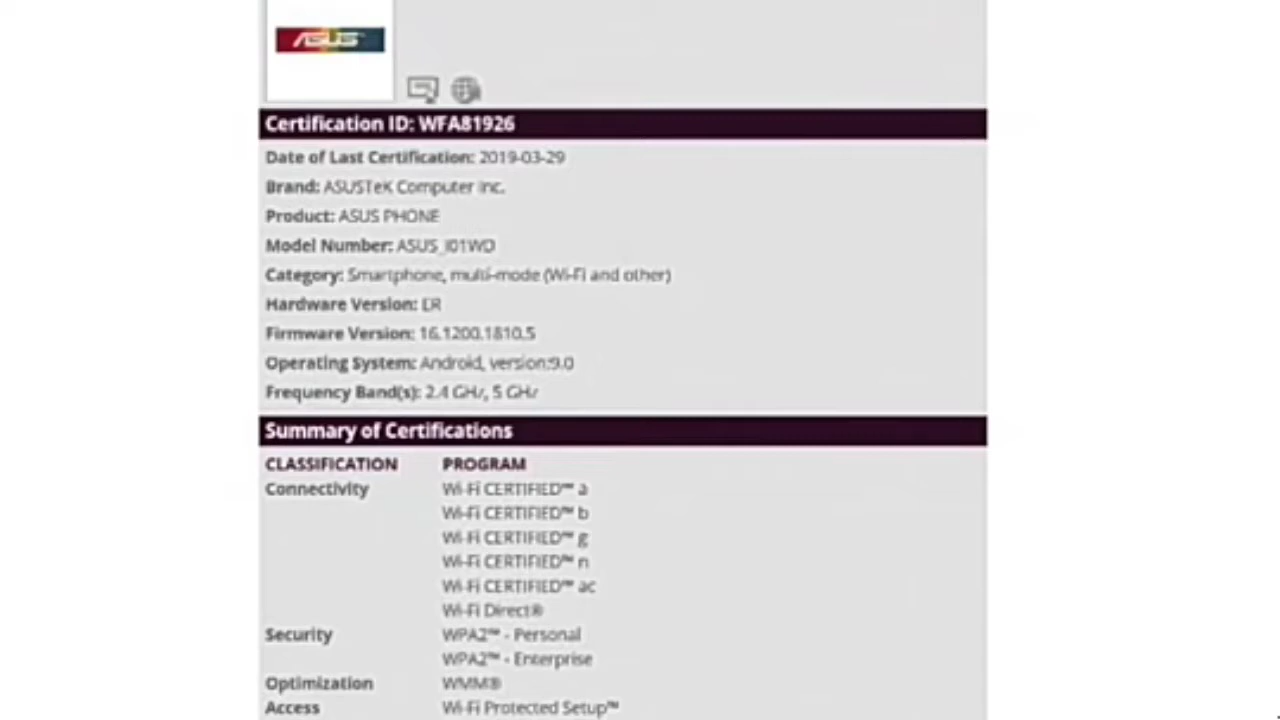 ASUS
Certification ID: WFA81926
Date of Last Certification: 2019-03-29
Brand: ASUSTeK Computer Inc.
Product: ASUS PHONE
Model Number: ASUS_I01WD
Category: Smartphone, multi-mode (Wi-Fi and other)
Hardware Version: ER
Firmware Version: 16.1200.1810.5
Operating System: Android, version:9.0
Frequency Band(s): 2.4 GHz, 5 GHz
Summary of Certifications
CLASSIFICATION PROGRAM
Connectivity Wi-Fi CERTIFIED™ a
Wi-Fi CERTIFIED™ b
Wi-Fi CERTIFIED™ g
Wi-Fi CERTIFIED™ n
Wi-Fi CERTIFIED™ ac
Wi-Fi Direct®
Security WPA2™ - Personal
WPA2™ - Enterprise
Optimization WMM®
Access Wi-Fi Protected Setup™